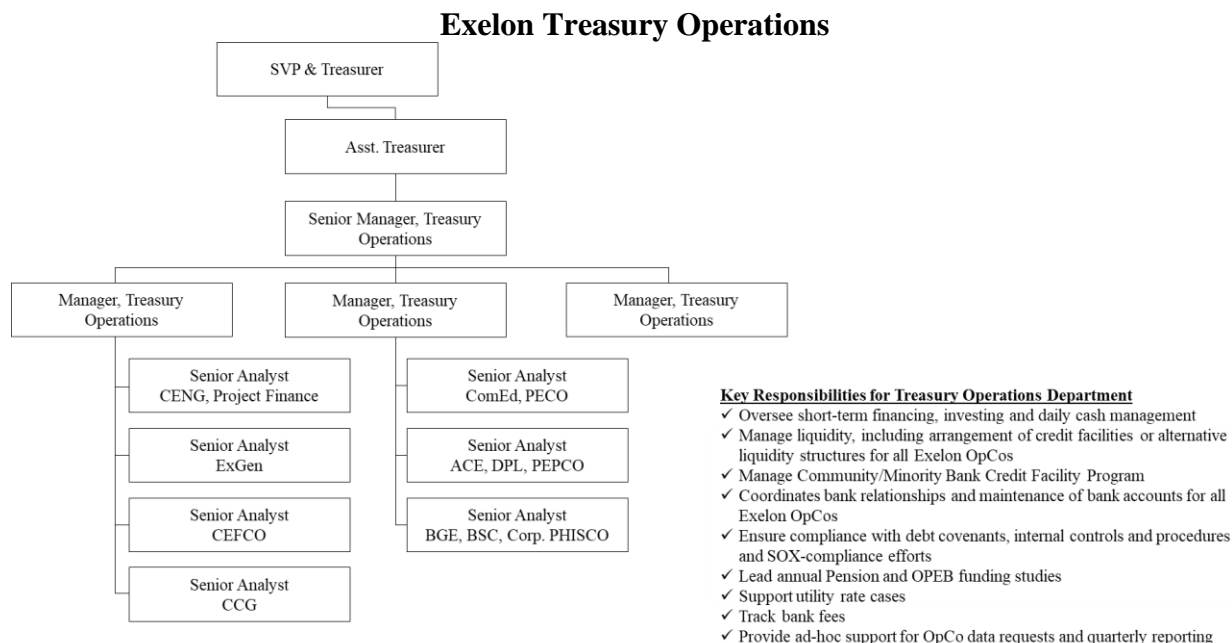 Exelon Treasury Operations
SVP & Treasurer
Asst. Treasurer
Senior Manager, Treasury
Operations
Manager, Treasury
Operations
Manager, Treasury
Operations
Manager, Treasury
Operations
Senior Analyst
CENG, Project Finance
Senior Analyst
ExGen
Senior Analyst
CEFCO
Senior Analyst
CCG
Senior Analyst
ComEd, PECO
Senior Analyst
ACE, DPL, PEPCO
Senior Analyst
BGE, BSC, Corp. PHISCO
Key Responsibilities for Treasury Operations Department
✓ Oversee short-term financing, investing and daily cash management
✓ Manage liquidity, including arrangement of credit facilities or alternative
liquidity structures for all Exelon OpCos
✓ Manage Community/Minority Bank Credit Facility Program
✓ Coordinates bank relationships and maintenance of bank accounts for all
Exelon OpCos
✓ Ensure compliance with debt covenants, internal controls and procedures
and SOX-compliance efforts
✓ Lead annual Pension and OPEB funding studies
✓ Support utility rate cases
✓ Track bank fees
✓ Provide ad-hoc support for OpCo data requests and quarterly reporting